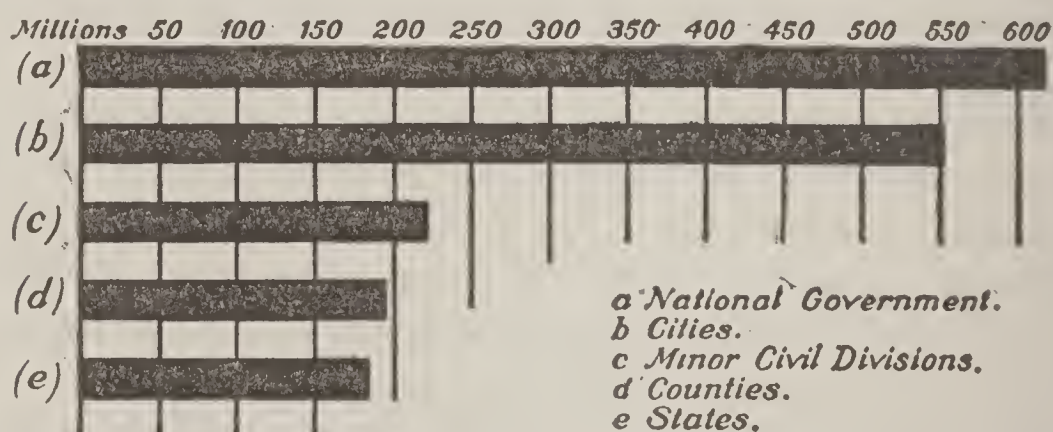 Millions 50 100 150 200 250 300 350 400 450 500 550 600
(a)
(b)
(c)
(d)
(e)
a National Government.
b Cities.
c Minor Civil Divisions.
d Counties.
e States.